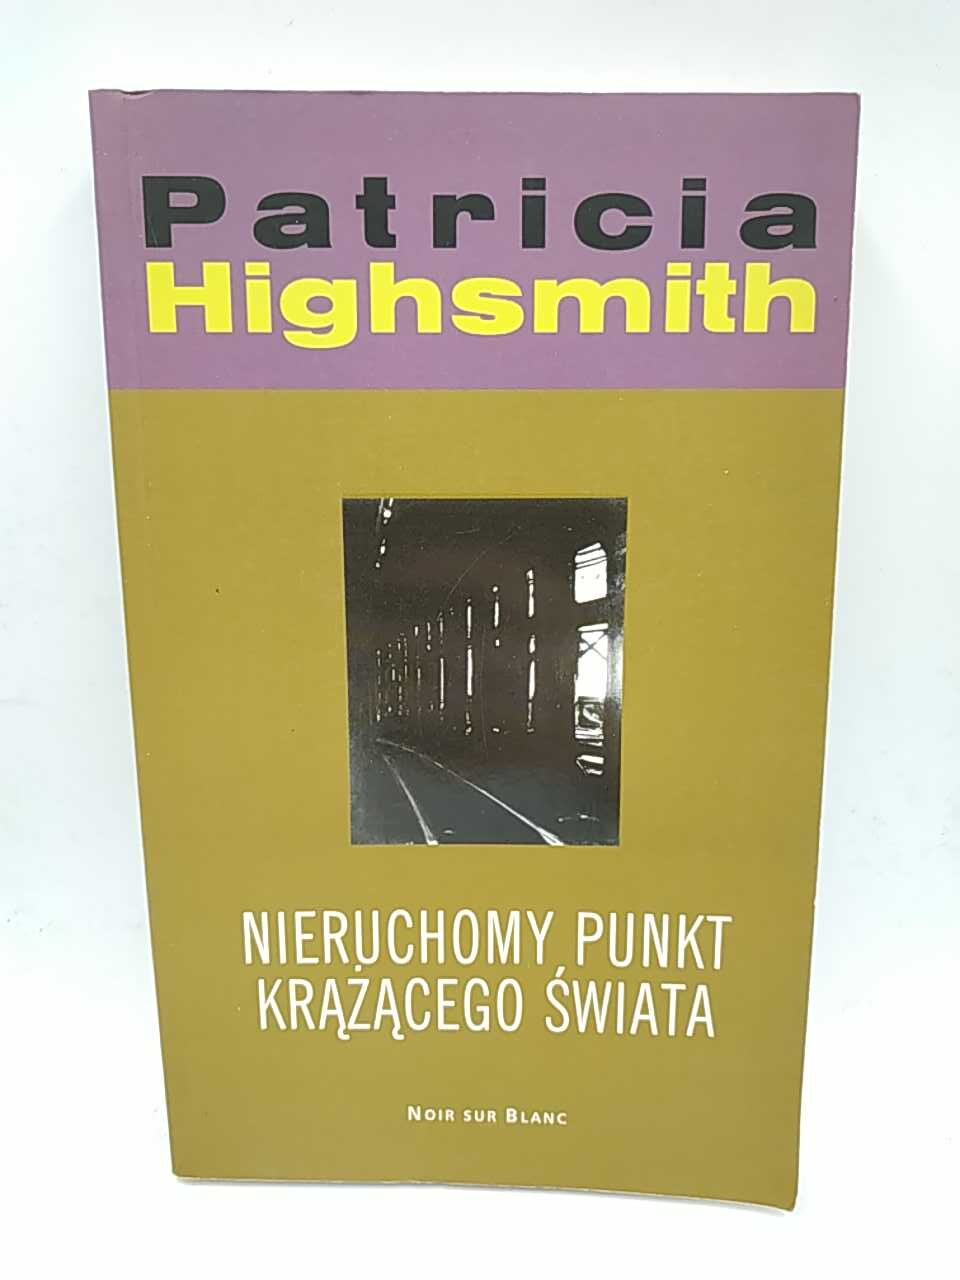 Patricia
Highsmith
NIERUCHOMY PUNKT
KRĄŻĄCEGO ŚWIATA
NOIR SUR BLANC